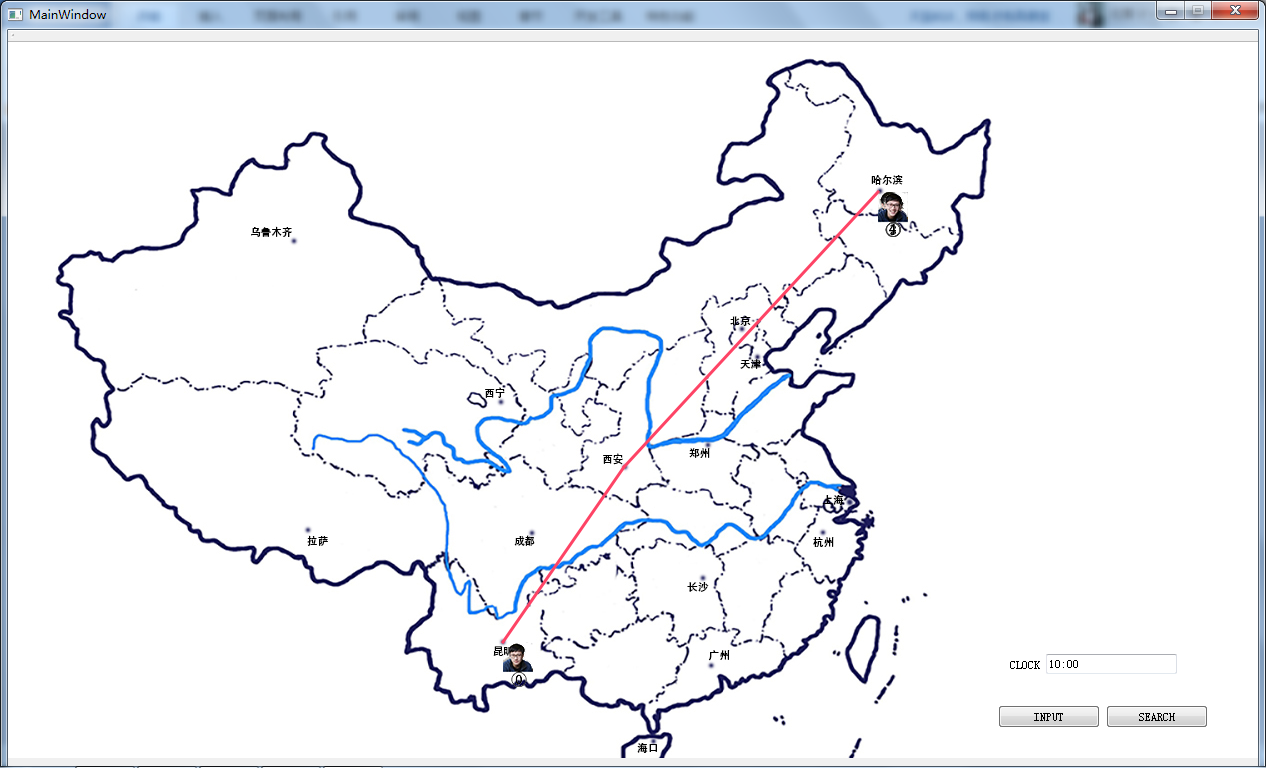 MainWindow
哈尔滨
④
乌鲁木齐
北京
天津
西宁
郑州
西安
上海
拉萨
成都
杭州
长沙
昆明
⓪
广州
CLOCK 10:00
INPUT SEARCH
海口